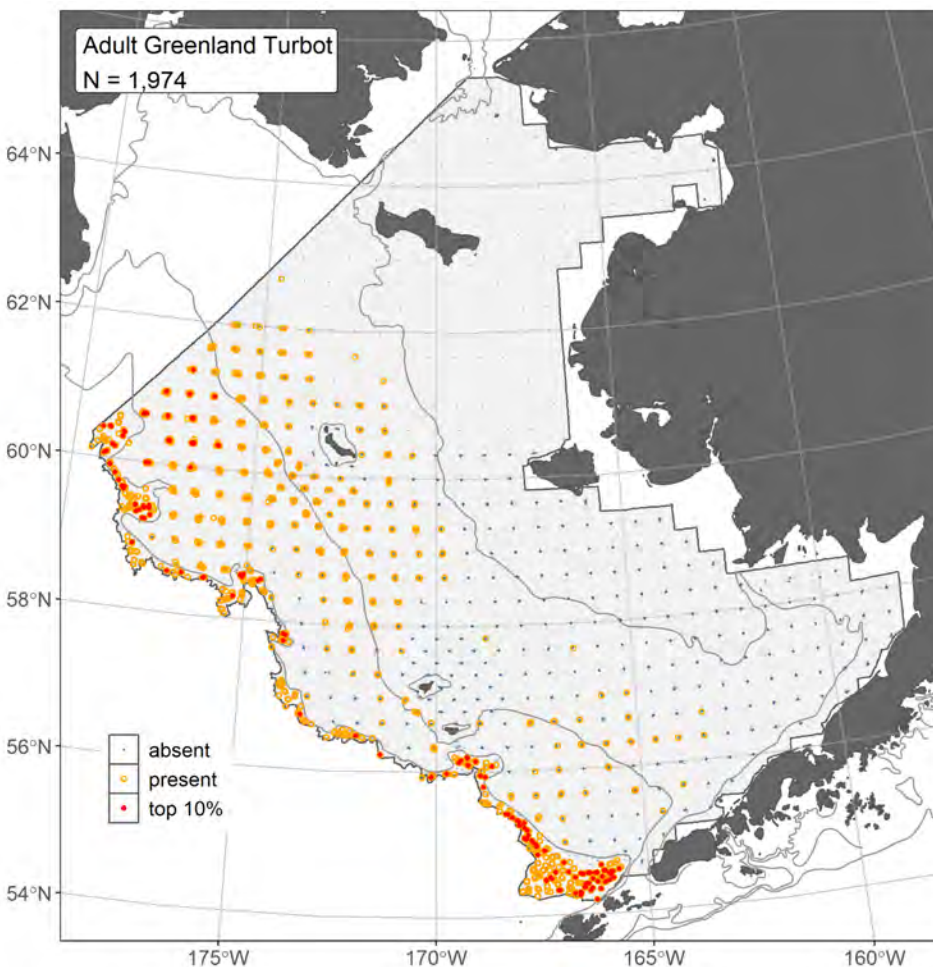 Adult Greenland Turbot
N = 1,974
64°N
62°N
60°N
58°N
56°N
54°N
absent
present
top 10%
175°W
170°W
165°W
160°W